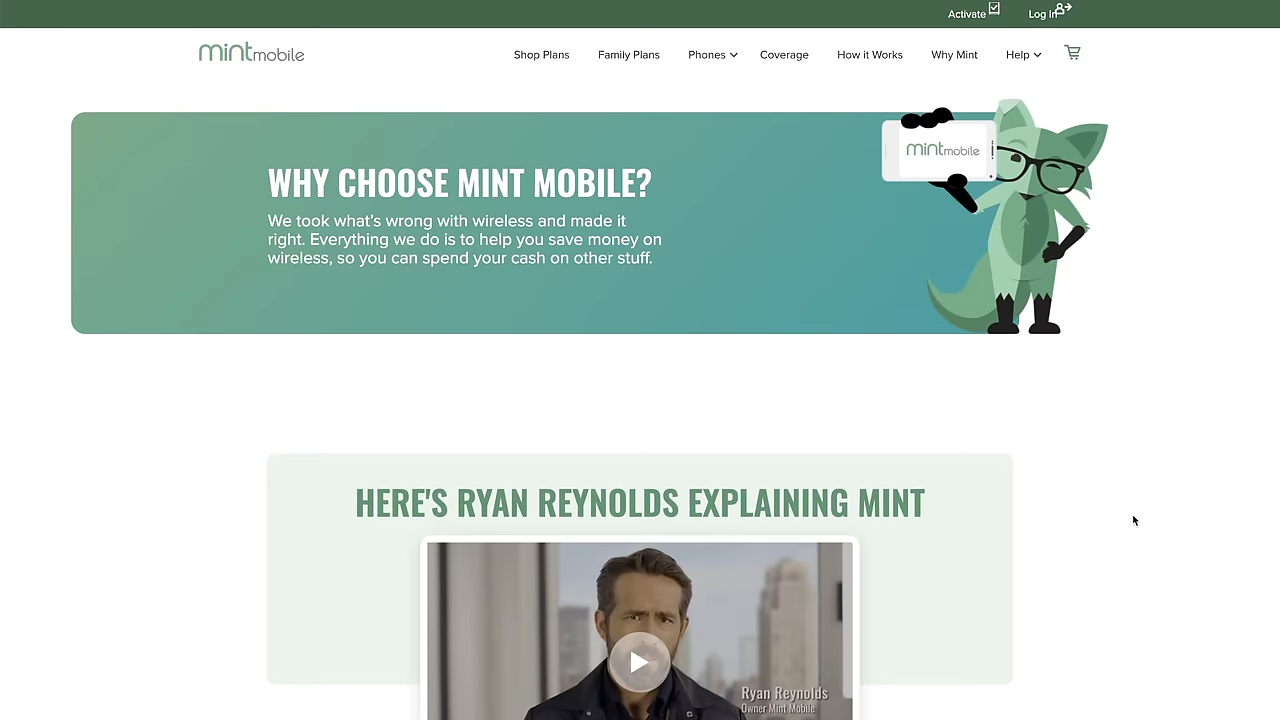 Activate
Log In
mintmobile
Shop Plans
Family Plans
Phones
Coverage
How it Works
Why Mint
Help
mintmobile
WHY CHOOSE MINT MOBILE?
We took what's wrong with wireless and made it
right. Everything we do is to help you save money on
wireless, so you can spend your cash on other stuff.
HERE'S RYAN REYNOLDS EXPLAINING MINT
Ryan Reynolds
Owner Mint Mobile